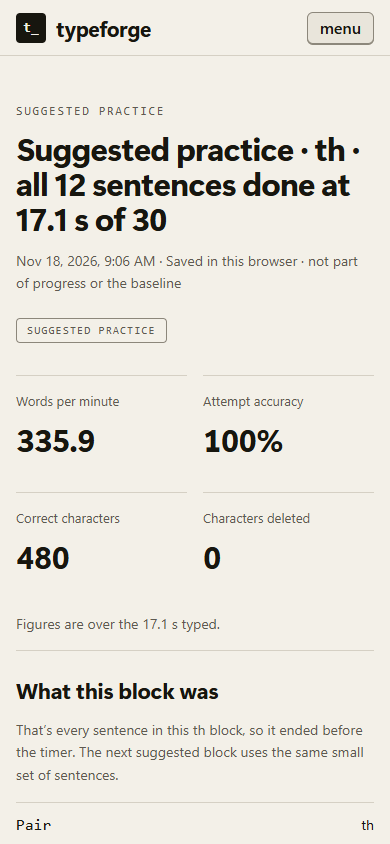 t_ typeforge menu
SUGGESTED PRACTICE
Suggested practice · th ·
all 12 sentences done at
17.1 s of 30
Nov 18, 2026, 9:06 AM · Saved in this browser · not part
of progress or the baseline
SUGGESTED PRACTICE
Words per minute
335.9
Attempt accuracy
100%
Correct characters
480
Characters deleted
0
Figures are over the 17.1 s typed.
What this block was
That’s every sentence in this th block, so it ended before
the timer. The next suggested block uses the same small
set of sentences.
Pair th